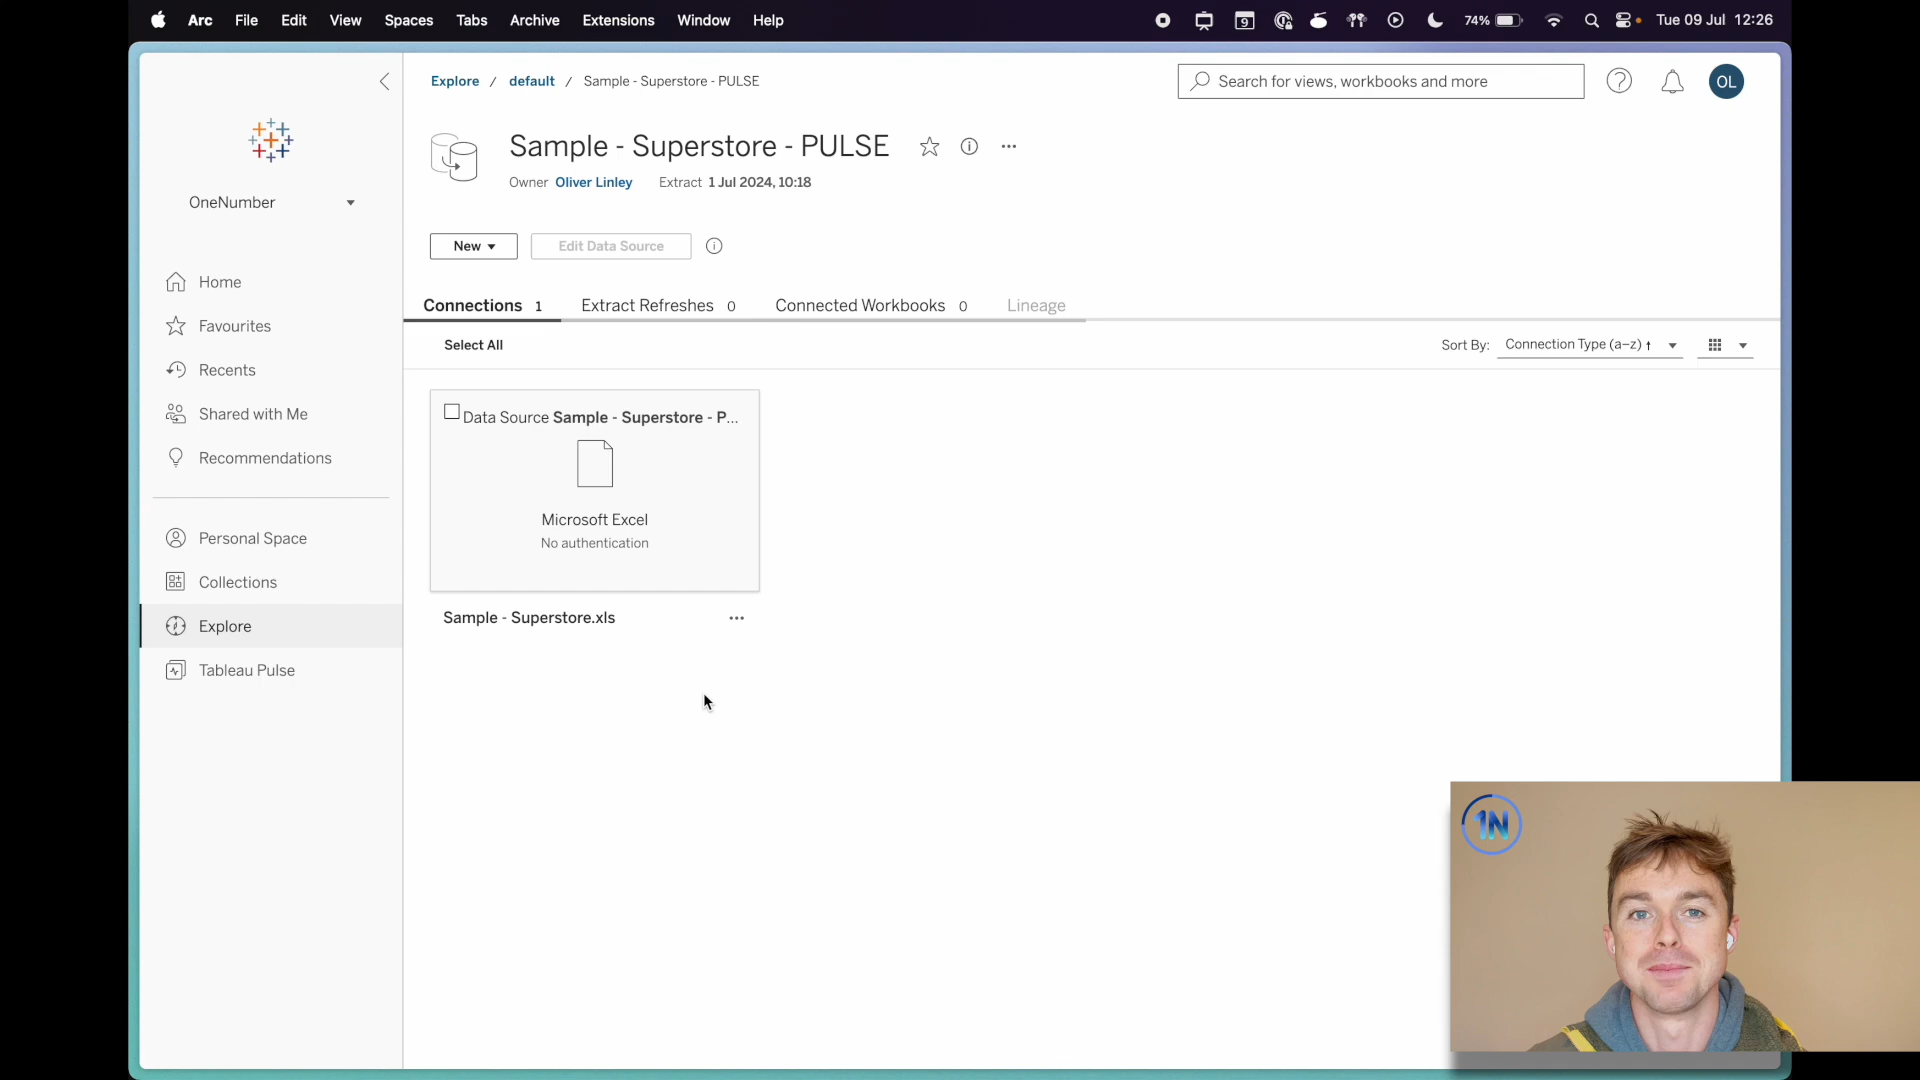 Arc File Edit View Spaces Tabs Archive Extensions Window Help 9 74% Tue 09 Jul 12:26
Explore / default / Sample - Superstore - PULSE
Search for views, workbooks and more
OL
Sample - Superstore - PULSE
Owner Oliver Linley Extract 1 Jul 2024, 10:18
OneNumber
New
Edit Data Source
Home
Favourites
Recents
Shared with Me
Recommendations
Personal Space
Collections
Explore
Tableau Pulse
Connections 1 Extract Refreshes 0 Connected Workbooks 0 Lineage
Select All
Sort By: Connection Type (a–z) ↑
Data Source Sample - Superstore - P...
Microsoft Excel
No authentication
Sample - Superstore.xls
1N